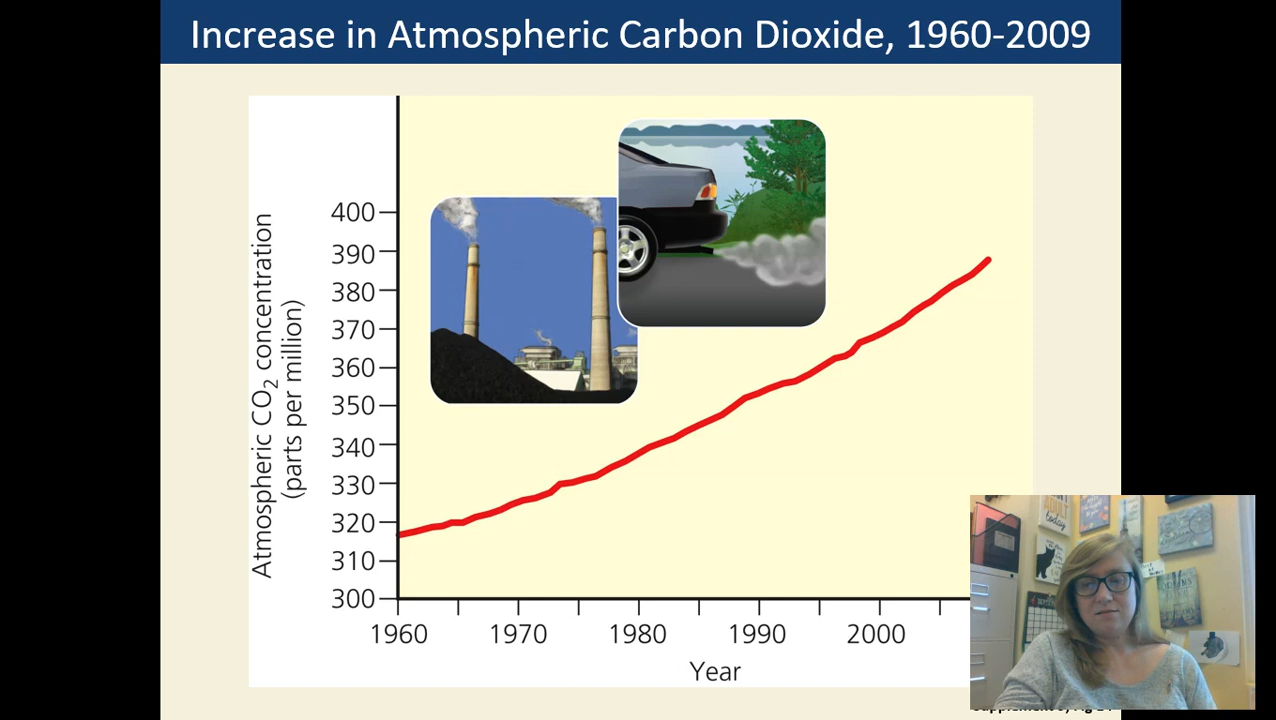 Increase in Atmospheric Carbon Dioxide, 1960-2009
Atmospheric CO₂ concentration
(parts per million)
400
390
380
370
360
350
340
330
320
310
300
1960 1970 1980 1990 2000
Year
today